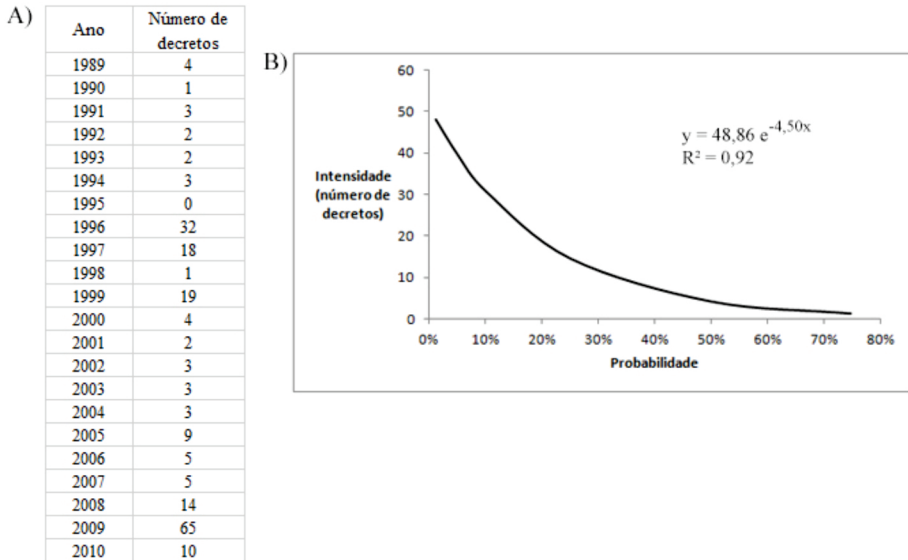 A)
Ano Número de
decretos
1989 4
1990 1
1991 3
1992 2
1993 2
1994 3
1995 0
1996 32
1997 18
1998 1
1999 19
2000 4
2001 2
2002 3
2003 3
2004 3
2005 9
2006 5
2007 5
2008 14
2009 65
2010 10
B)
60
50
40
30
20
10
0
Intensidade
(número de
decretos)
y = 48,86 e-4,50x
R² = 0,92
0% 10% 20% 30% 40% 50% 60% 70% 80%
Probabilidade